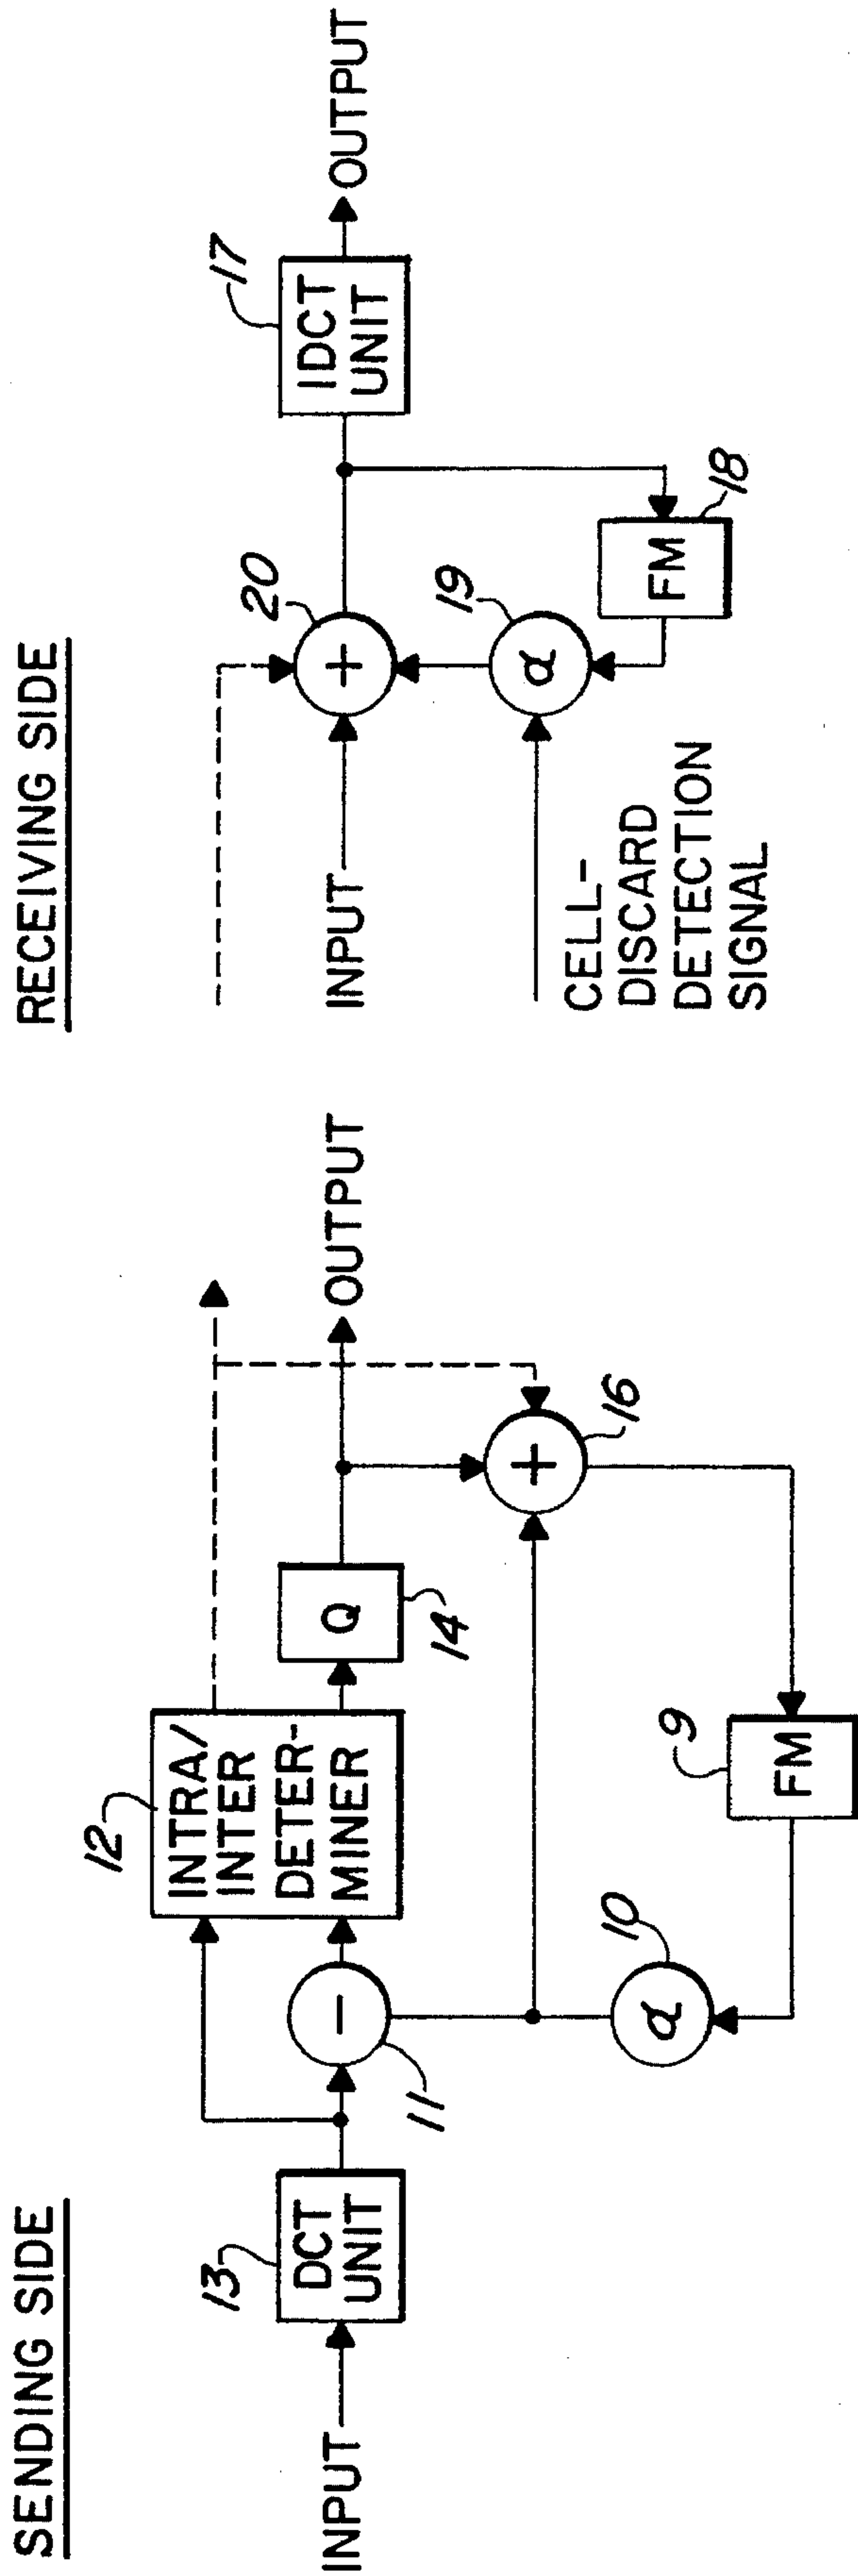 SENDING SIDE
INPUT
13
DCT
UNIT
11
12
INTRA/
INTER
DETER-
MINER
Q
14
OUTPUT
+
16
-
α
10
FM
9
RECEIVING SIDE
INPUT
20
+
19
α
CELL-
DISCARD
DETECTION
SIGNAL
FM
18
17
IDCT
UNIT
OUTPUT